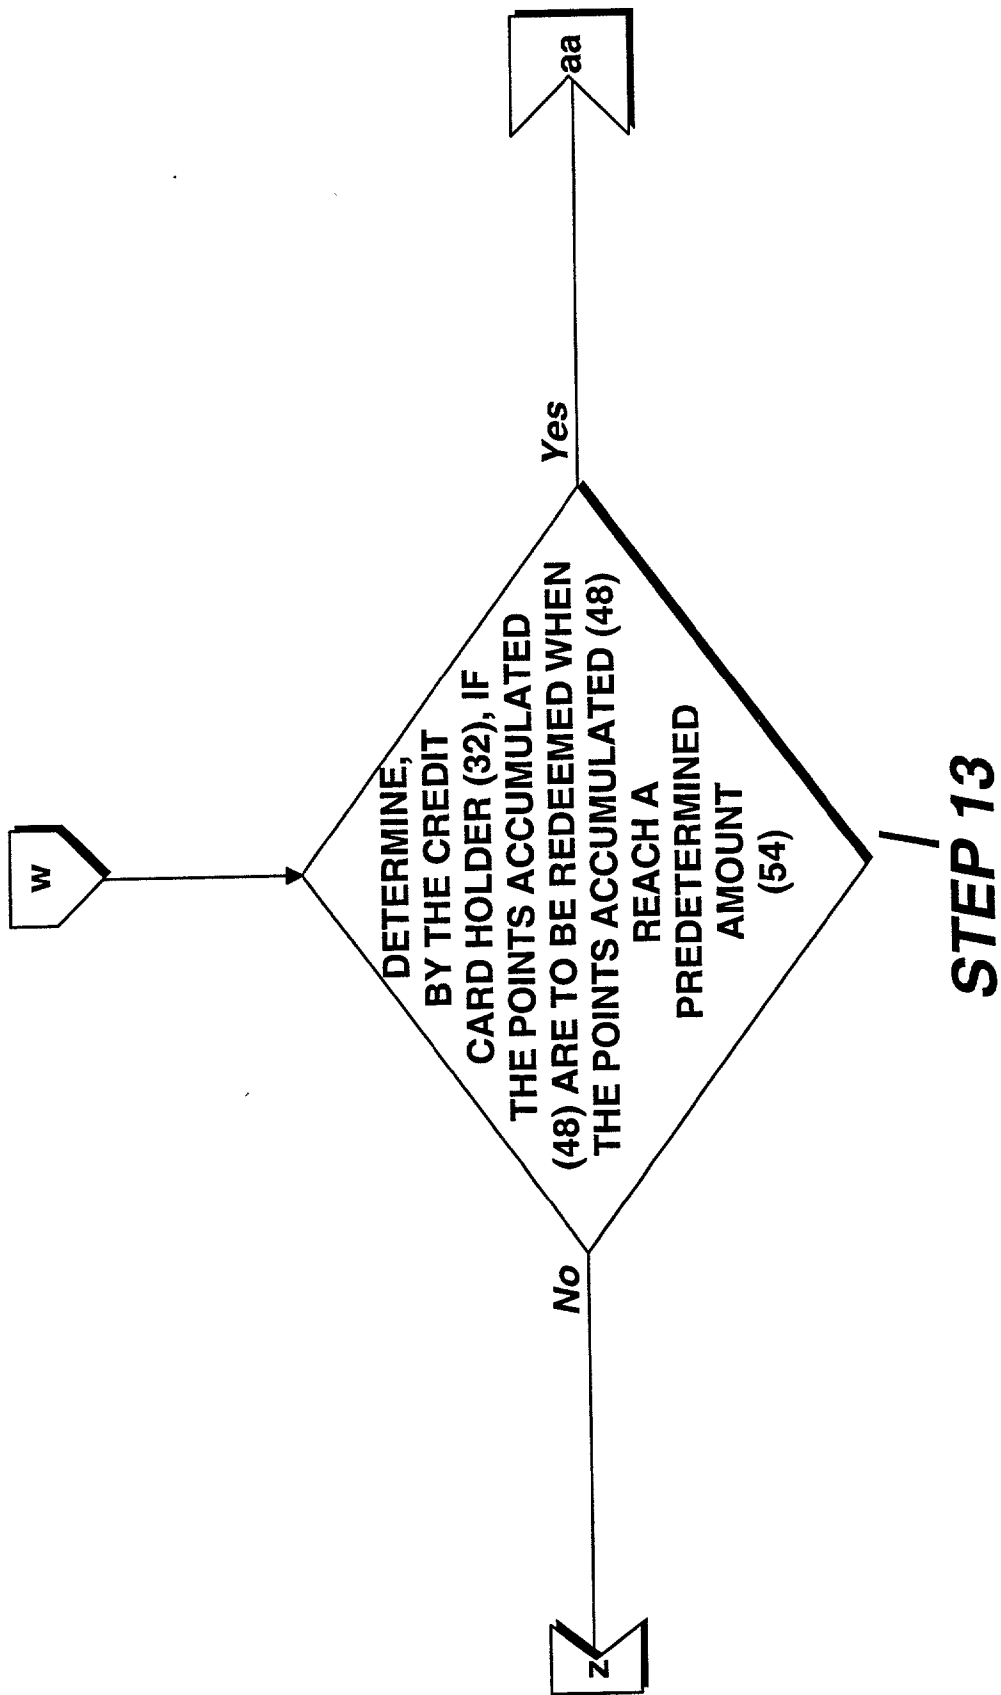 w
DETERMINE,
BY THE CREDIT
CARD HOLDER (32), IF
THE POINTS ACCUMULATED
(48) ARE TO BE REDEEMED WHEN
THE POINTS ACCUMULATED (48)
REACH A
PREDETERMINED
AMOUNT
(54)
No
Yes
z
aa
STEP 13